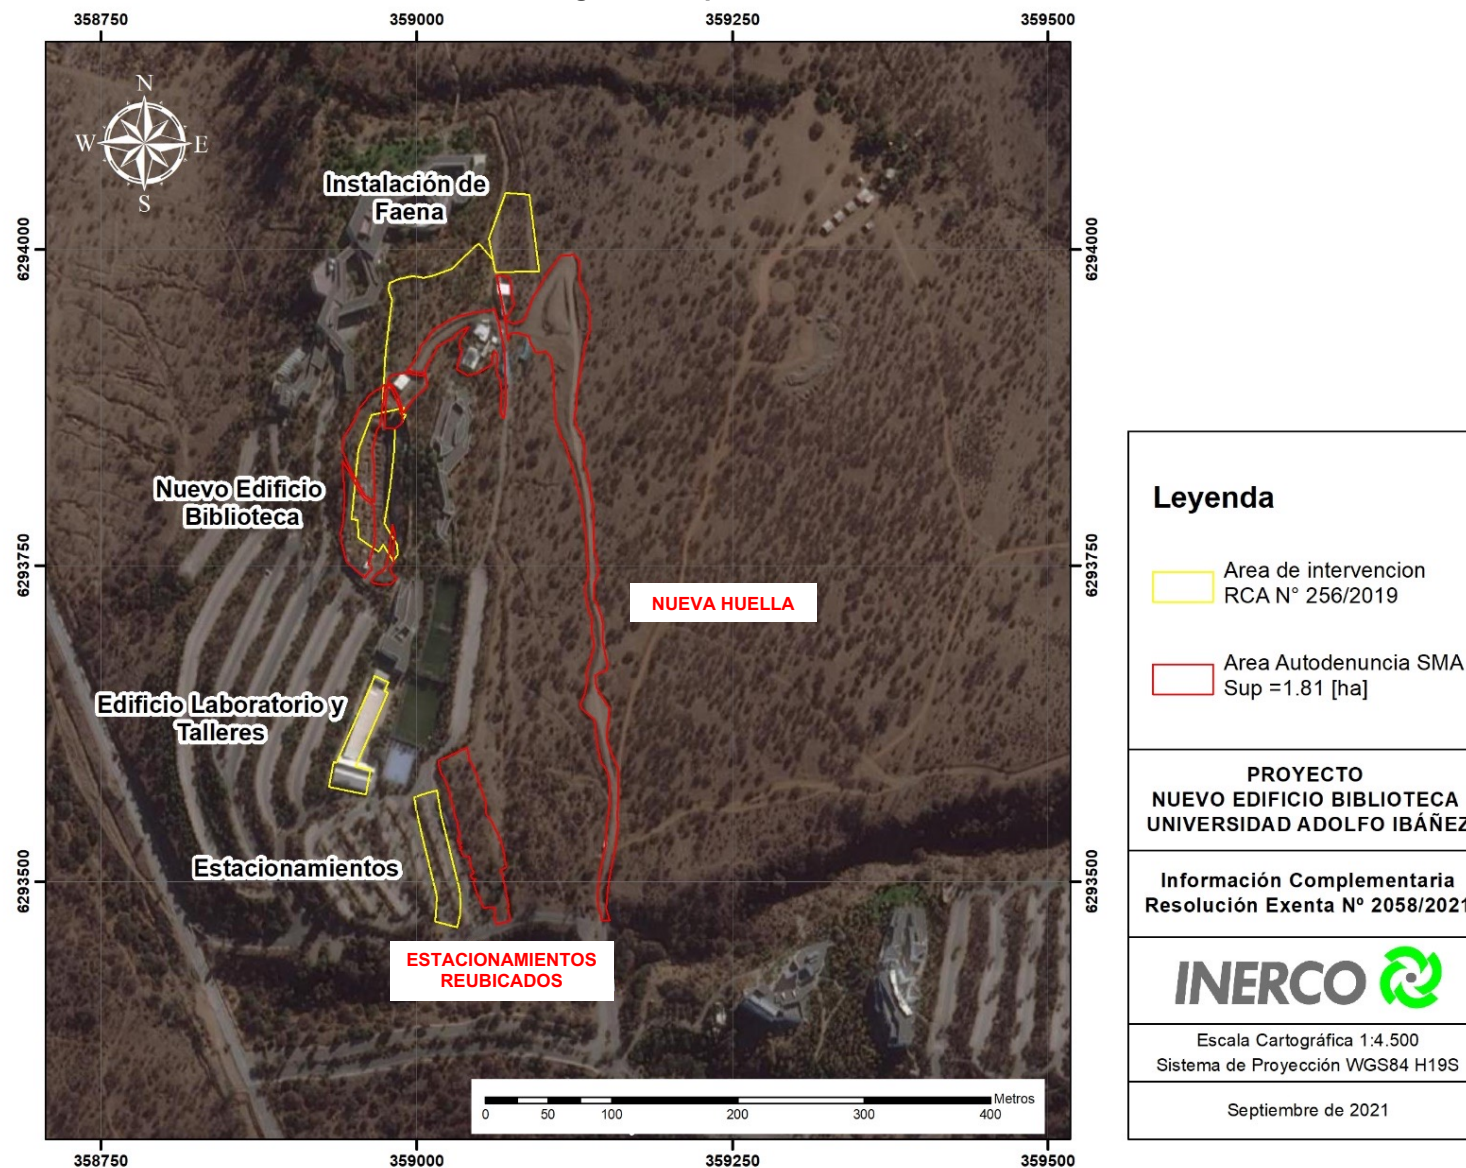 358750
359000
359250
359500
N
W
E
S
Instalación de
Faena
6294000
6294000
Nuevo Edificio
Biblioteca
6293750
6293750
NUEVA HUELLA
Edificio Laboratorio y
Talleres
Estacionamientos
6293500
6293500
ESTACIONAMIENTOS
REUBICADOS
Metros
0
50
100
200
300
400
358750
359000
359250
359500
Leyenda
Area de intervencion
RCA N° 256/2019
Area Autodenuncia SMA
Sup =1.81 [ha]
PROYECTO
NUEVO EDIFICIO BIBLIOTECA
UNIVERSIDAD ADOLFO IBÁÑEZ
Información Complementaria
Resolución Exenta Nº 2058/2021
INERCO
Escala Cartográfica 1:4.500
Sistema de Proyección WGS84 H19S
Septiembre de 2021